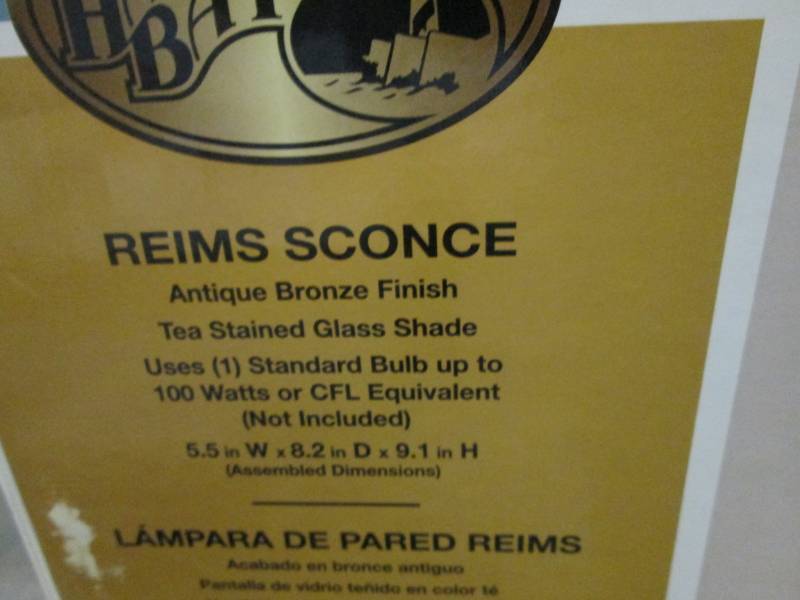 REIMS SCONCE
Antique Bronze Finish
Tea Stained Glass Shade
Uses (1) Standard Bulb up to
100 Watts or CFL Equivalent
(Not Included)
5.5 in W x 8.2 in D x 9.1 in H
(Assembled Dimensions)
LÁMPARA DE PARED REIMS
Acabado en bronce antiguo
Pantalla de vidrio teñido en color té